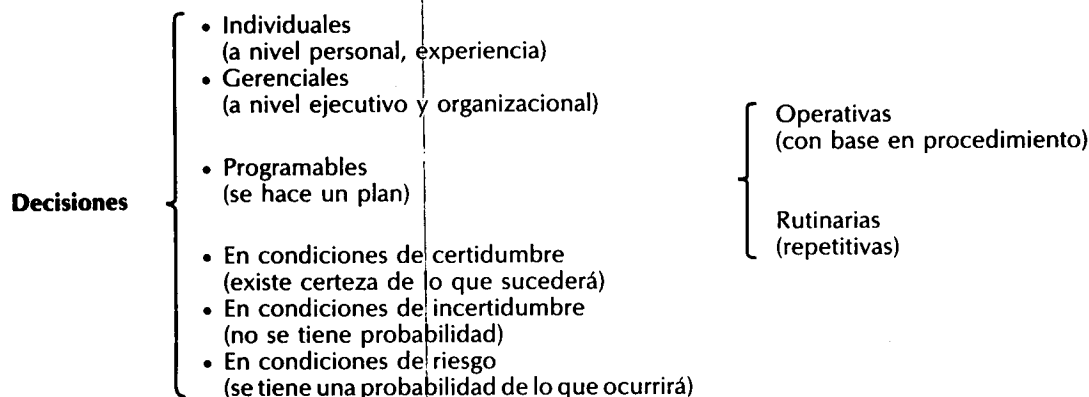 • Individuales
(a nivel personal, experiencia)
• Gerenciales
(a nivel ejecutivo y organizacional)
Operativas
(con base en procedimiento)
• Programables
(se hace un plan)
Decisiones
Rutinarias
(repetitivas)
• En condiciones de certidumbre
(existe certeza de lo que sucederá)
• En condiciones de incertidumbre
(no se tiene probabilidad)
• En condiciones de riesgo
(se tiene una probabilidad de lo que ocurrirá)